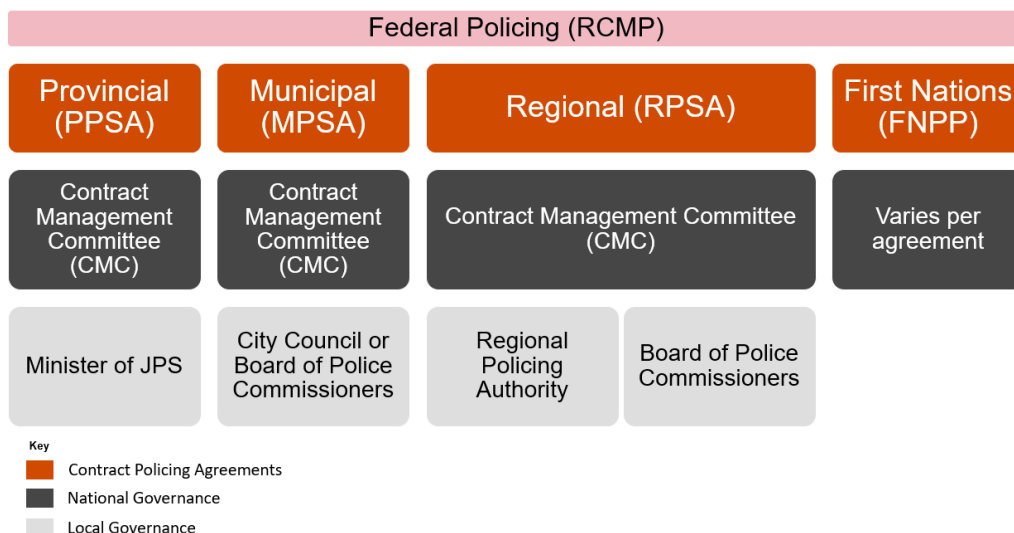 Federal Policing (RCMP)
Provincial
(PPSA)
Municipal
(MPSA)
Regional (RPSA)
First Nations
(FNPP)
Contract
Management
Committee
(CMC)
Contract
Management
Committee
(CMC)
Contract Management Committee
(CMC)
Varies per
agreement
Minister of JPS
City Council or
Board of Police
Commissioners
Regional
Policing
Authority
Board of Police
Commissioners
Key
Contract Policing Agreements
National Governance
Local Governance